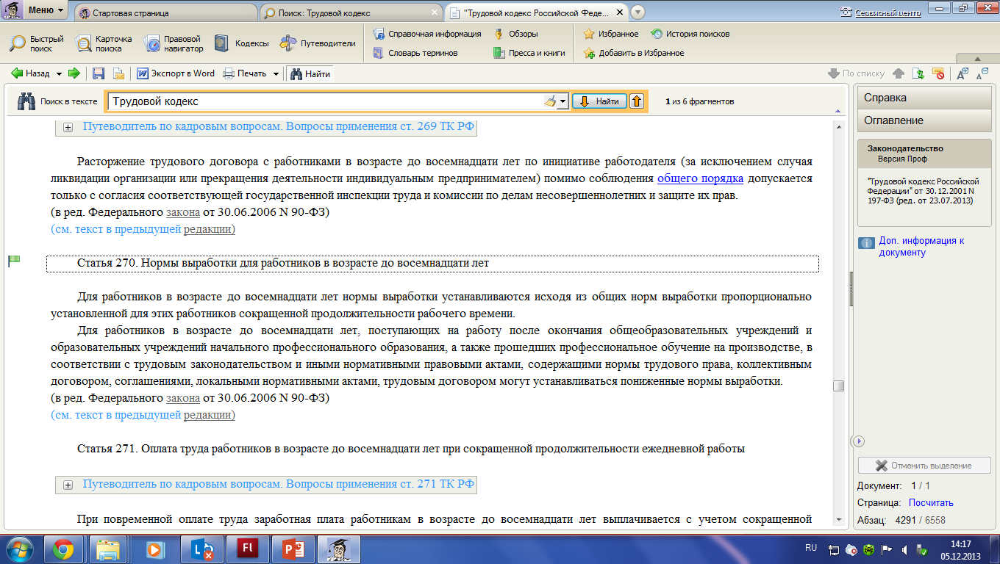 Меню
Стартовая страница
Поиск: Трудовой кодекс
"Трудовой кодекс Российской Феде...
Сервисный центр
Быстрый поиск
Карточка поиска
Правовой навигатор
Кодексы
Путеводители
Справочная информация
Обзоры
Словарь терминов
Пресса и книги
Избранное
История поисков
Добавить в Избранное
Назад
Экспорт в Word
Печать
Найти
По списку
Поиск в тексте
Трудовой кодекс
Найти
1 из 6 фрагментов
Путеводитель по кадровым вопросам. Вопросы применения ст. 269 ТК РФ
Расторжение трудового договора с работниками в возрасте до восемнадцати лет по инициативе работодателя (за исключением случая
ликвидации организации или прекращения деятельности индивидуальным предпринимателем) помимо соблюдения общего порядка допускается
только с согласия соответствующей государственной инспекции труда и комиссии по делам несовершеннолетних и защите их прав.
(в ред. Федерального закона от 30.06.2006 N 90-ФЗ)
(см. текст в предыдущей редакции)
Статья 270. Нормы выработки для работников в возрасте до восемнадцати лет
Для работников в возрасте до восемнадцати лет нормы выработки устанавливаются исходя из общих норм выработки пропорционально
установленной для этих работников сокращенной продолжительности рабочего времени.
Для работников в возрасте до восемнадцати лет, поступающих на работу после окончания общеобразовательных учреждений и
образовательных учреждений начального профессионального образования, а также прошедших профессиональное обучение на производстве, в
соответствии с трудовым законодательством и иными нормативными правовыми актами, содержащими нормы трудового права, коллективным
договором, соглашениями, локальными нормативными актами, трудовым договором могут устанавливаться пониженные нормы выработки.
(в ред. Федерального закона от 30.06.2006 N 90-ФЗ)
(см. текст в предыдущей редакции)
Статья 271. Оплата труда работников в возрасте до восемнадцати лет при сокращенной продолжительности ежедневной работы
Путеводитель по кадровым вопросам. Вопросы применения ст. 271 ТК РФ
При повременной оплате труда заработная плата работникам в возрасте до восемнадцати лет выплачивается с учетом сокращенной
Справка
Оглавление
Законодательство
Версия Проф
"Трудовой кодекс Российской
Федерации" от 30.12.2001 N
197-ФЗ (ред. от 23.07.2013)
Доп. информация к
документу
Отменить выделение
Документ: 1 / 1
Страница: Посчитать
Абзац: 4291 / 6558
Fl
RU
14:17
05.12.2013